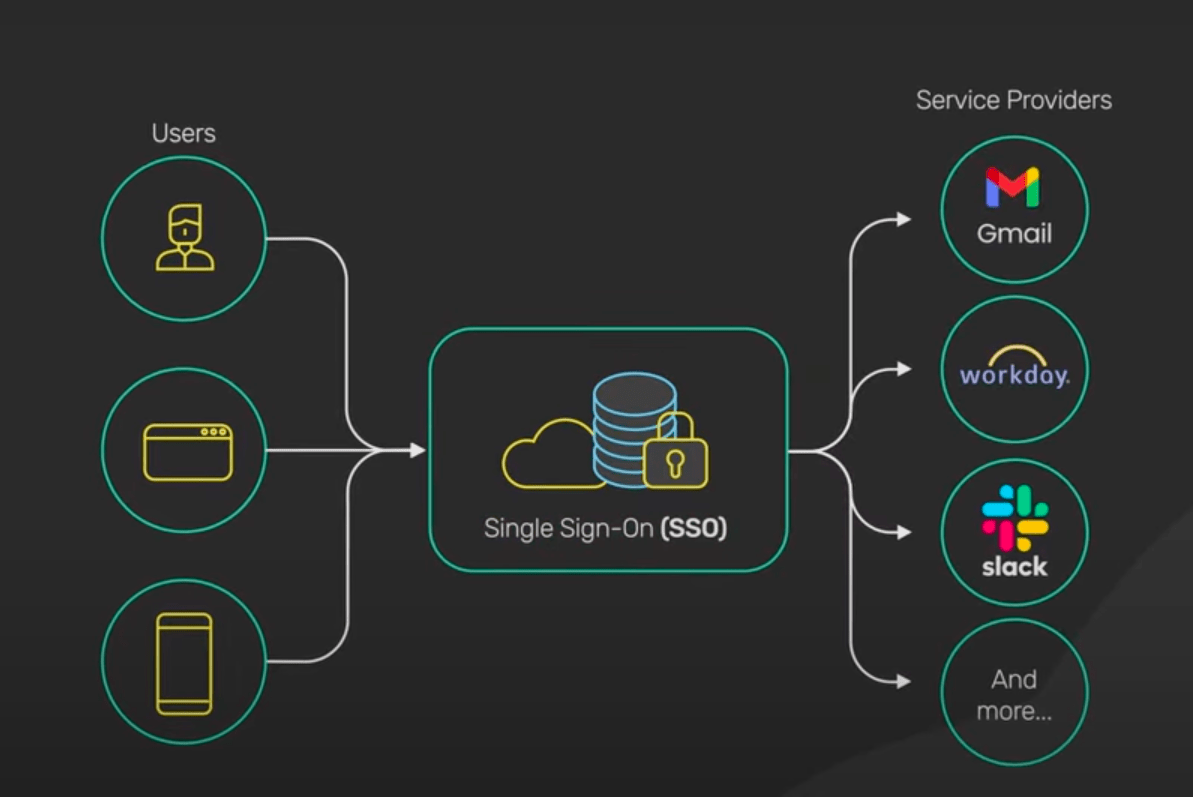 Users
Single Sign-On (SSO)
Service Providers
Gmail
workday.
slack
And
more...